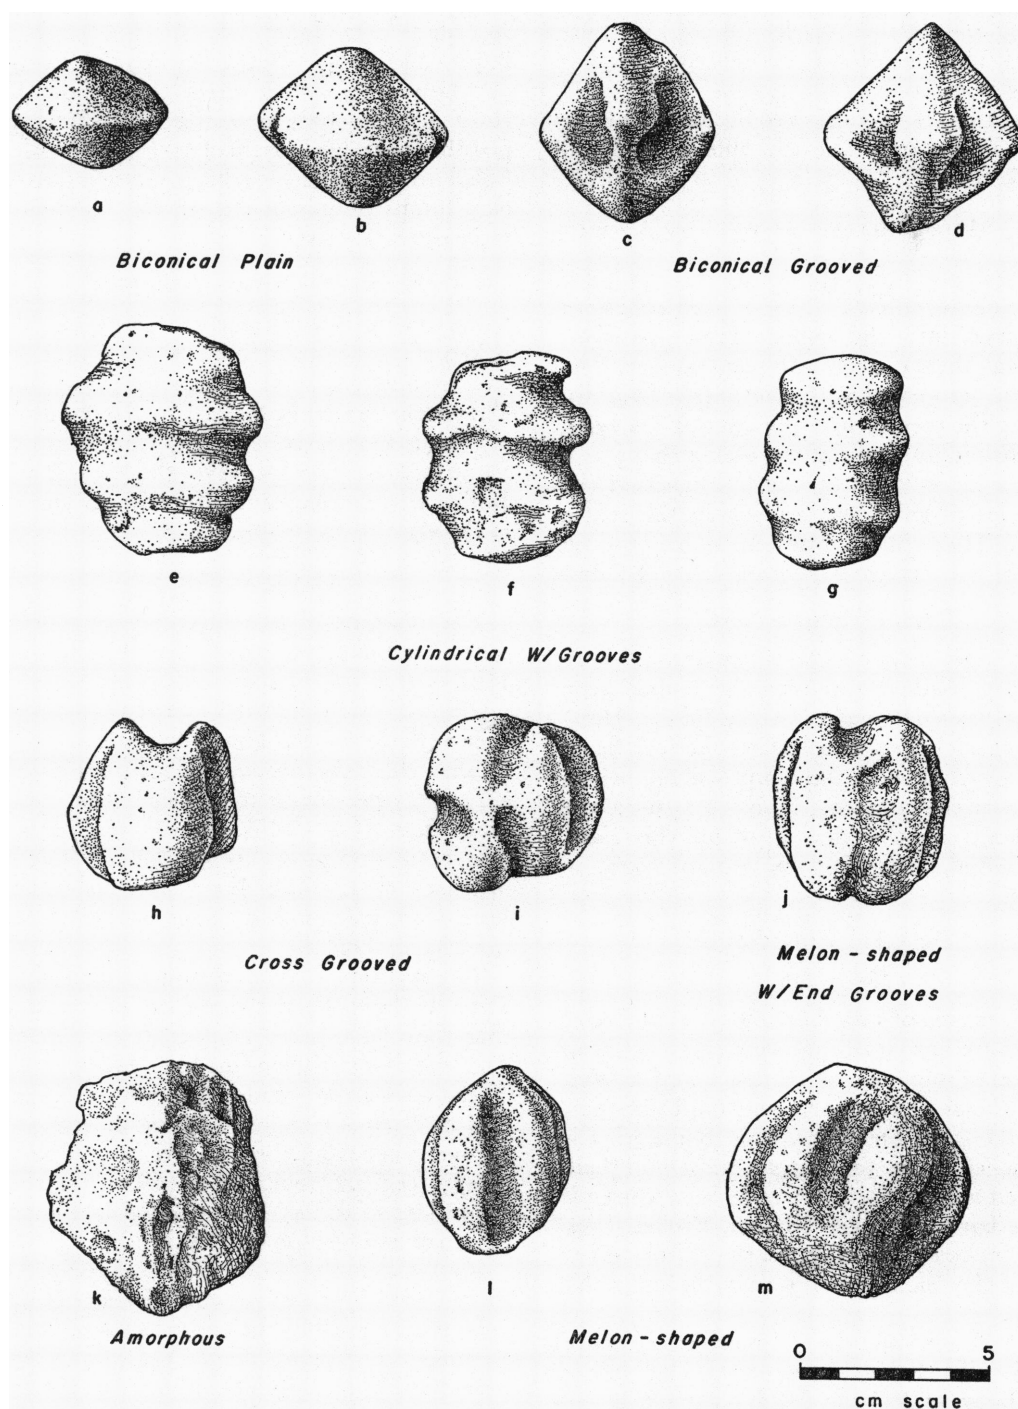 a
b
c
d
Biconical Plain
Biconical Grooved
e
f
g
Cylindrical W/Grooves
h
i
j
Cross Grooved
Melon-shaped
W/End Grooves
k
l
m
Amorphous
Melon-shaped
0 5
cm scale